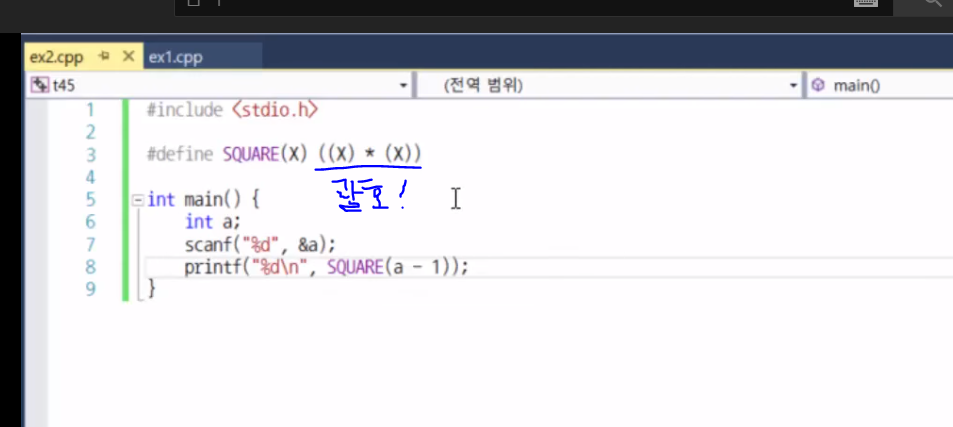 ex2.cpp ex1.cpp
t45 (전역 범위) main()
1 #include <stdio.h>
2
3 #define SQUARE(X) ((X) * (X))
4 괄호!
5 int main() {
6 int a;
7 scanf("%d", &a);
8 printf("%d\n", SQUARE(a - 1));
9 }